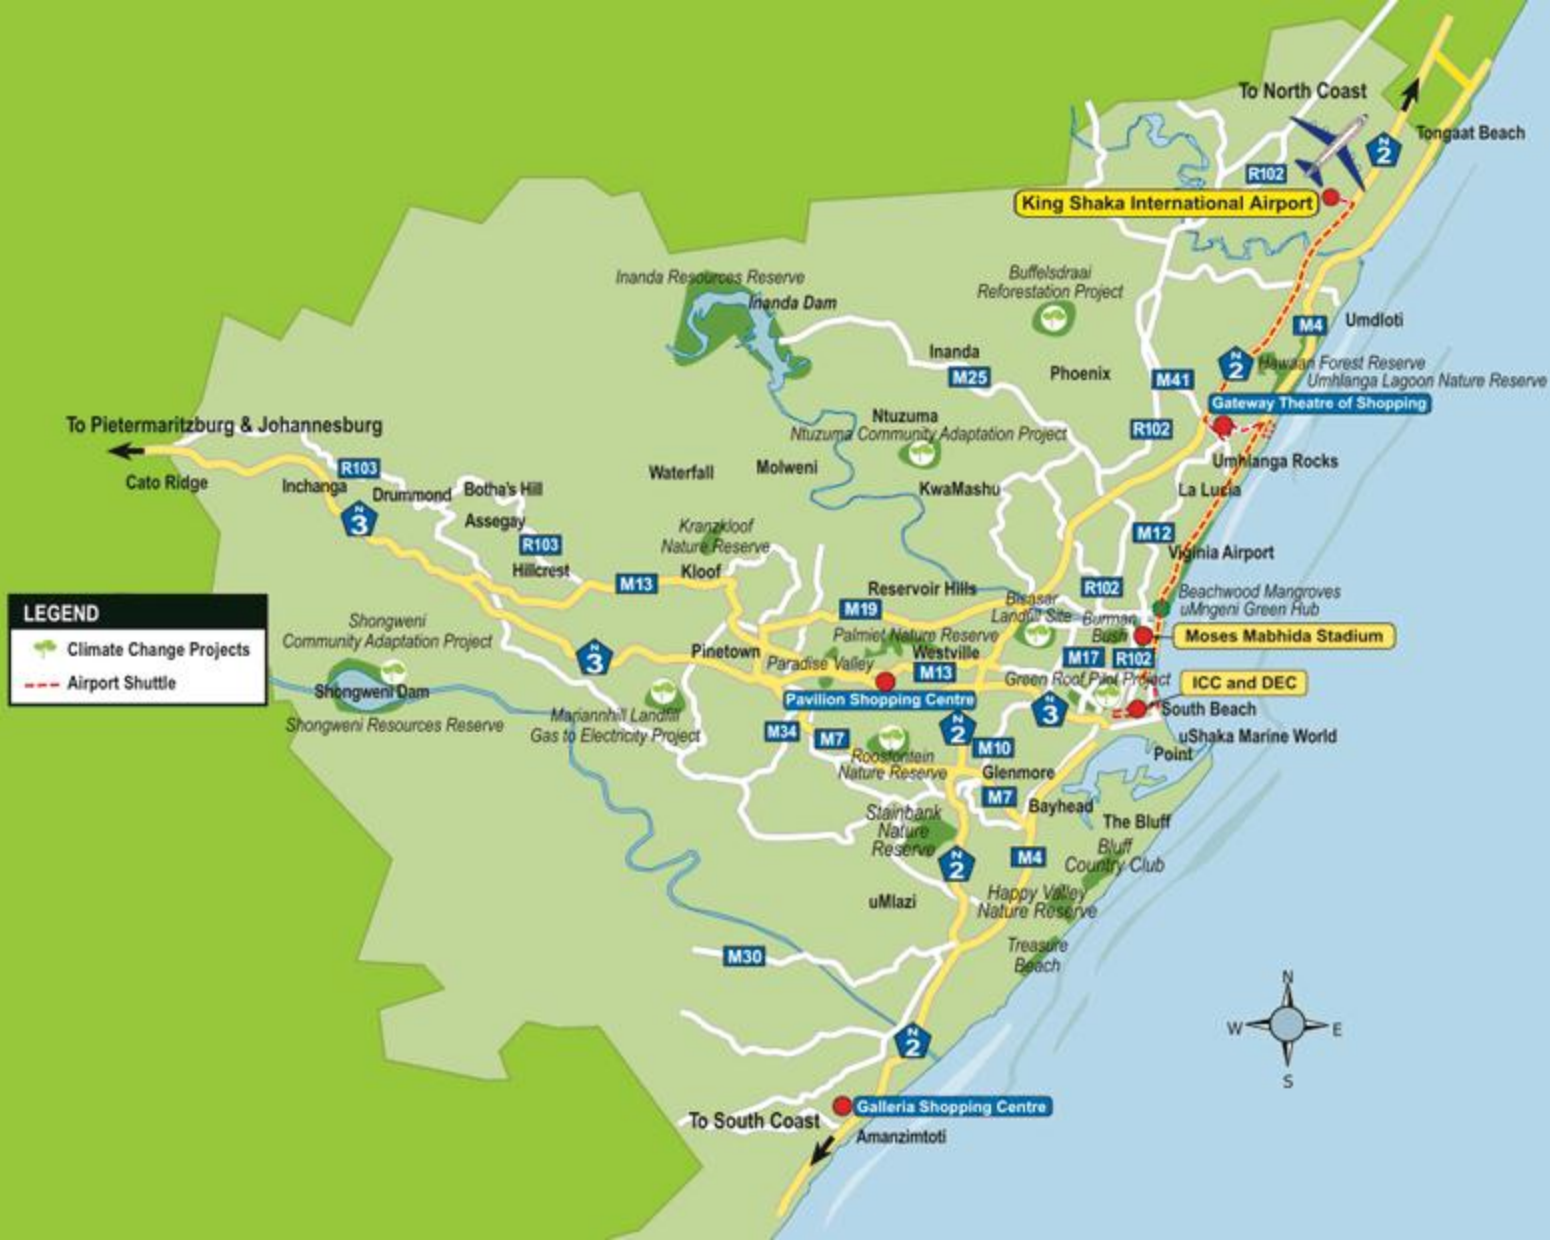 To North Coast
Tongaat Beach
N
2
R102
King Shaka International Airport
Inanda Resources Reserve
Inanda Dam
Buffelsdraai
Reforestation Project
M4
Umdloti
Inanda
M25
Phoenix
M41
N
2
Hawaan Forest Reserve
Umhlanga Lagoon Nature Reserve
Gateway Theatre of Shopping
To Pietermaritzburg & Johannesburg
Ntuzuma
Ntuzuma Community Adaptation Project
R102
Umhlanga Rocks
Cato Ridge
R103
Inchanga
Drummond
Botha's Hill
Waterfall
Molweni
KwaMashu
La Lucia
N
3
Assegay
R103
Hillcrest
Kranzkloof
Nature Reserve
Kloof
M13
M12
Virginia Airport
Reservoir Hills
R102
Beachwood Mangroves
uMngeni Green Hub
LEGEND
Climate Change Projects
Airport Shuttle
Shongweni
Community Adaptation Project
M19
Bisasar
Landfill Site
Burman
Bush
Moses Mabhida Stadium
N
3
Pinetown
Palmiet Nature Reserve
Westville
Paradise Valley
M13
M17
R102
Green Roof Pilot Project
ICC and DEC
Shongweni Dam
Shongweni Resources Reserve
Pavilion Shopping Centre
N
3
South Beach
Mariannhill Landfill
Gas to Electricity Project
M34
M7
N
2
M10
uShaka Marine World
Point
Roosfontein
Nature Reserve
Glenmore
M7
Bayhead
Stainbank
Nature
Reserve
The Bluff
Bluff
Country Club
N
2
M4
uMlazi
Happy Valley
Nature Reserve
Treasure
Beach
M30
N
W
E
S
N
2
Galleria Shopping Centre
To South Coast
Amanzimtoti